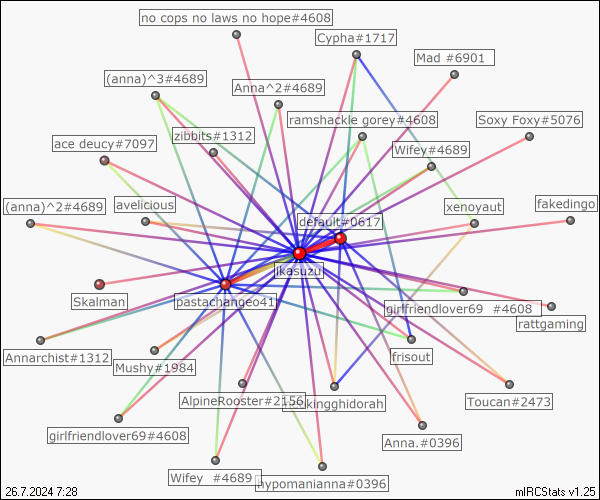 no cops no laws no hope#4608
Cypha#1717
Mad #6901
(anna)^3#4689
Anna^2#4689
ramshackle gorey#4608
Soxy Foxy#5076
zibbits#1312
ace deucy#7097
Wifey#4689
(anna)^2#4689
avelicious
xenoyaut
fakedingo
default#0617
ikasuzu
Skalman
pastachangeo41
girlfriendlover69 #4608
rattgaming
Annarchist#1312
Mushy#1984
frisout
AlpineRooster#2156
kingghidorah
Toucan#2473
girlfriendlover69#4608
Anna.#0396
Wifey #4689
hypomanianna#0396
26.7.2024 7:28
mIRCStats v1.25